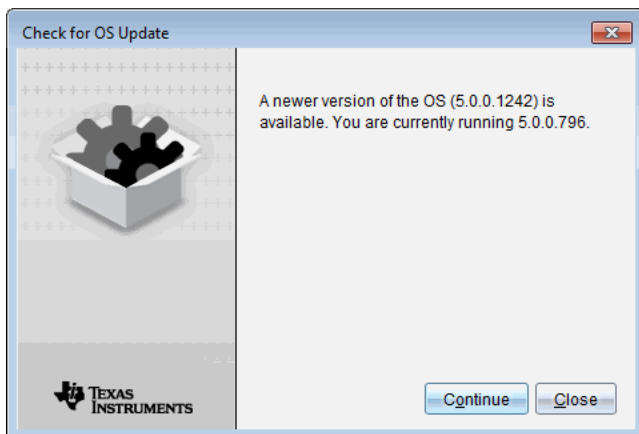 Check for OS Update
A newer version of the OS (5.0.0.1242) is
available. You are currently running 5.0.0.796.
TEXAS
INSTRUMENTS
Continue
Close